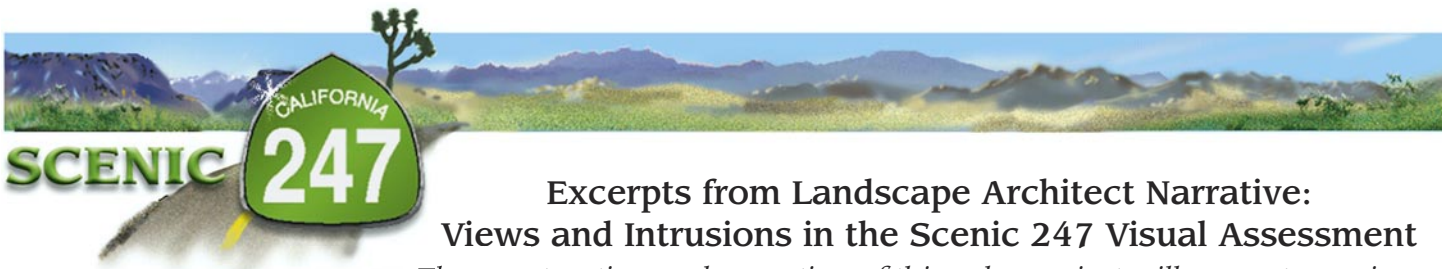 CALIFORNIA
SCENIC 247
Excerpts from Landscape Architect Narrative:
Views and Intrusions in the Scenic 247 Visual Assessment